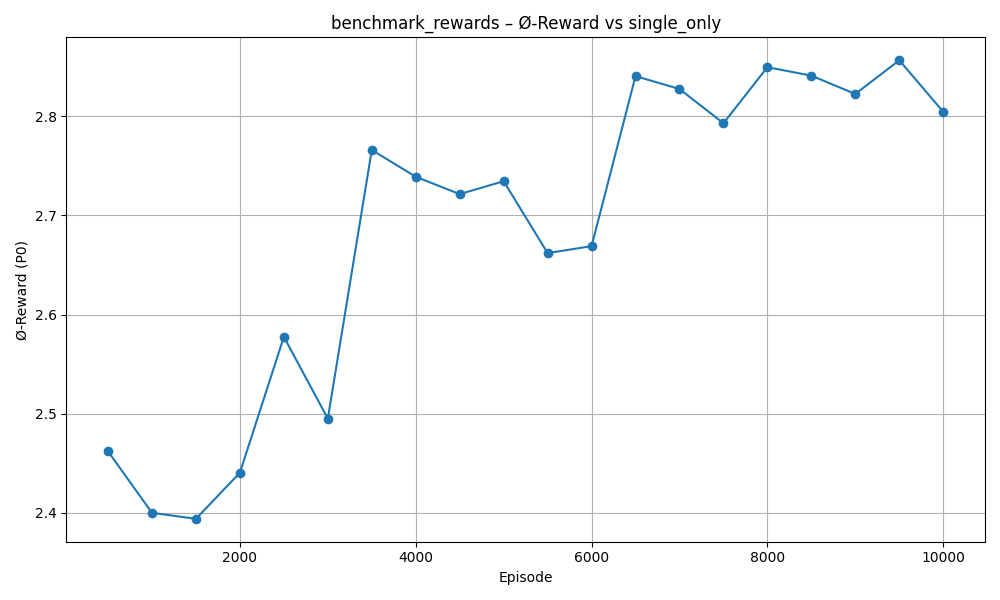 benchmark_rewards – Ø-Reward vs single_only
Ø-Reward (P0)
2.8
2.7
2.6
2.5
2.4
2000 4000 6000 8000 10000
Episode